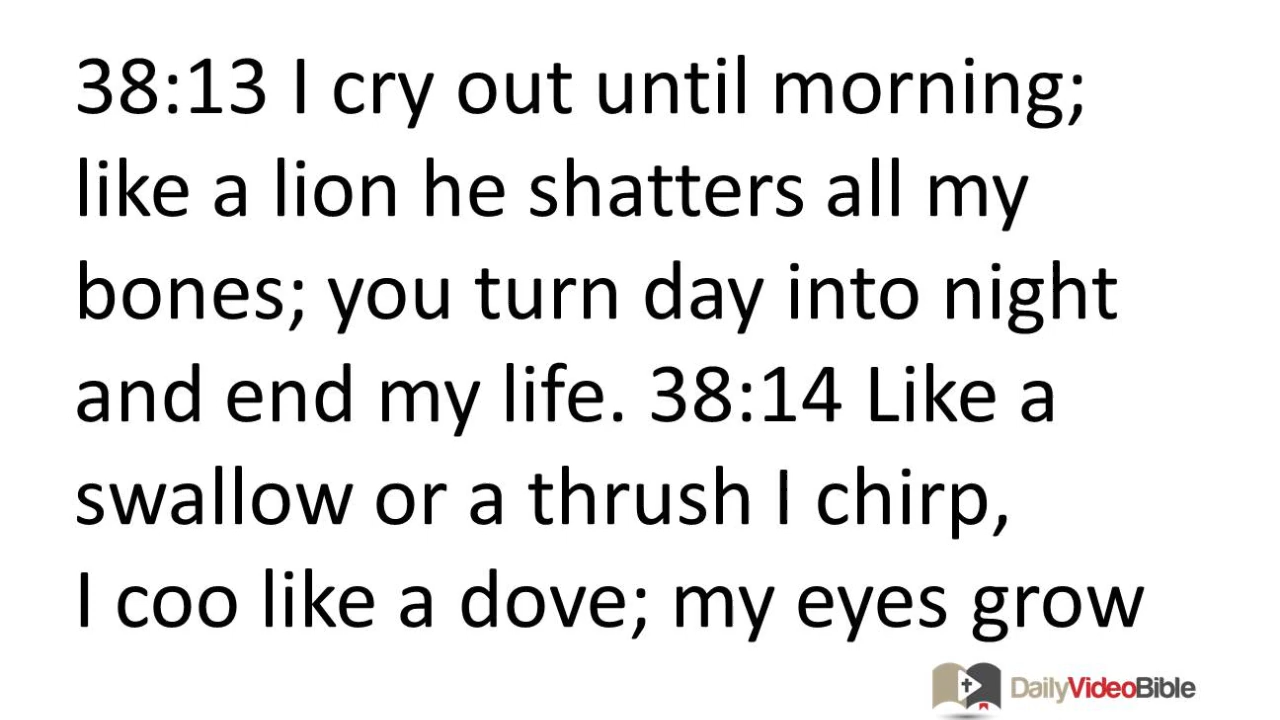 38:13 I cry out until morning;
like a lion he shatters all my
bones; you turn day into night
and end my life. 38:14 Like a
swallow or a thrush I chirp,
I coo like a dove; my eyes grow
DailyVideoBible